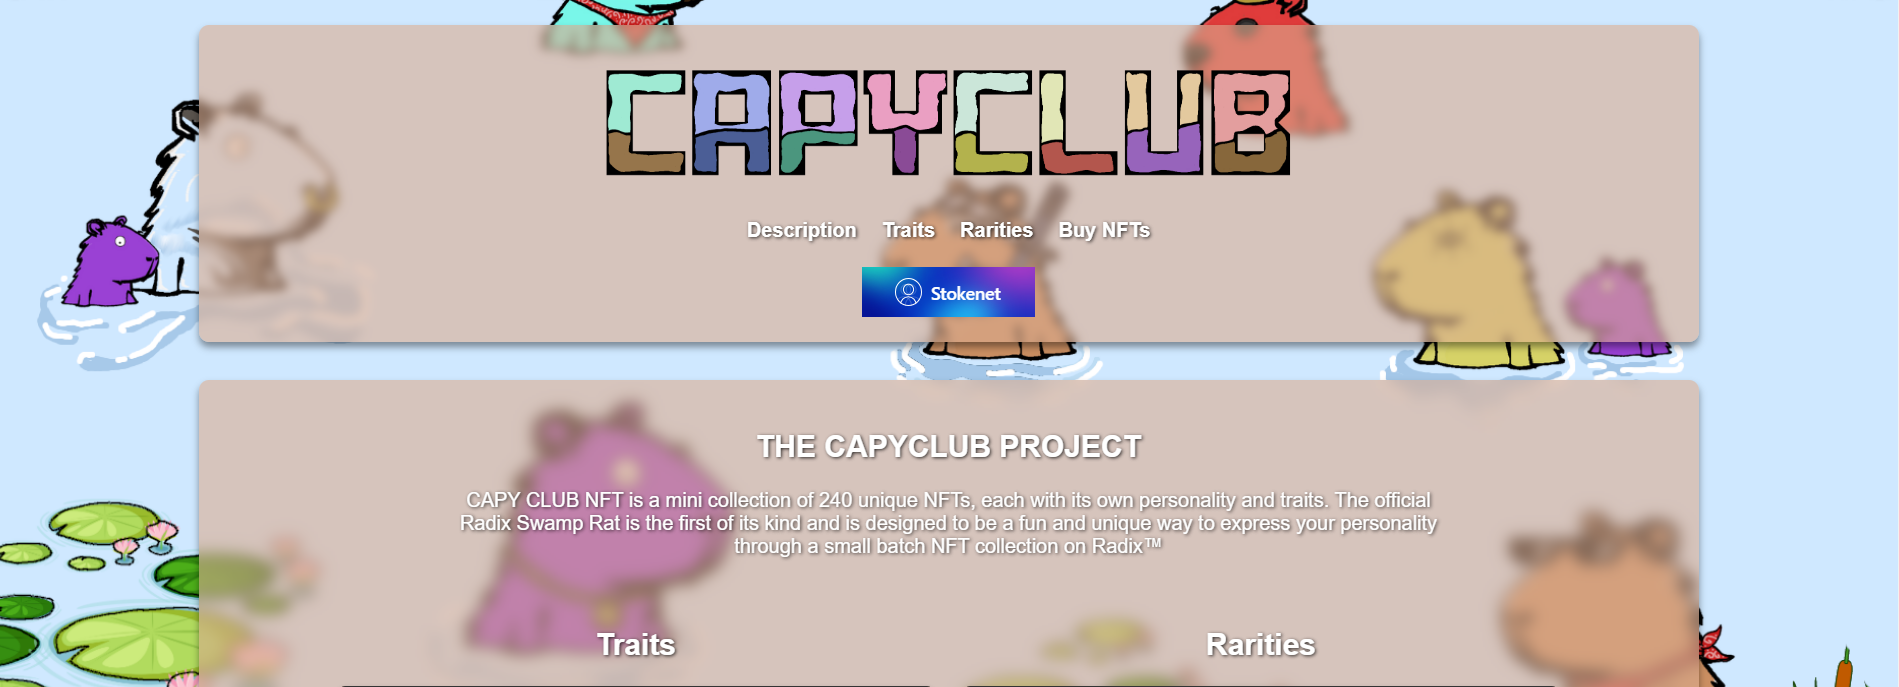 CAPYCLUB
Description Traits Rarities Buy NFTs
Stokenet
THE CAPYCLUB PROJECT
CAPY CLUB NFT is a mini collection of 240 unique NFTs, each with its own personality and traits. The official
Radix Swamp Rat is the first of its kind and is designed to be a fun and unique way to express your personality
through a small batch NFT collection on Radix™
Traits Rarities